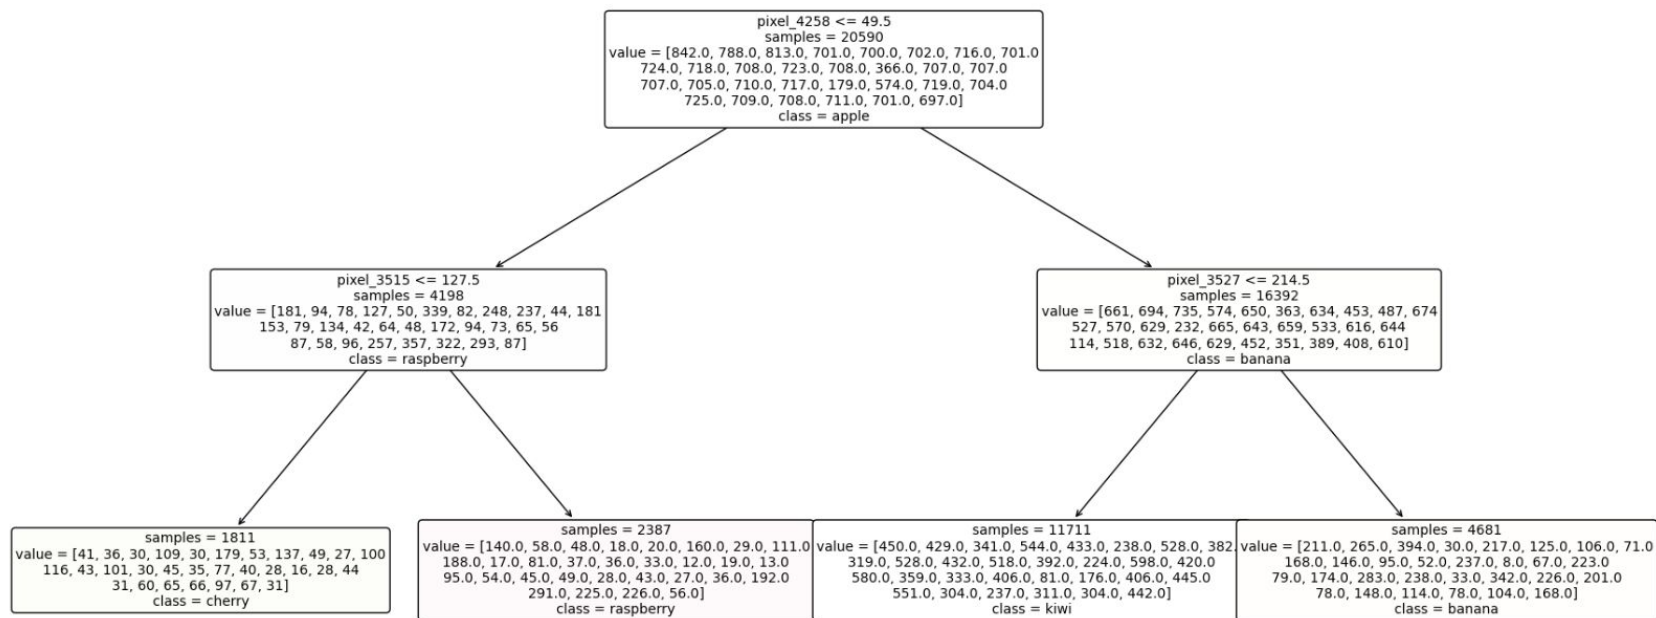 pixel_4258 <= 49.5
samples = 20590
value = [842.0, 788.0, 813.0, 701.0, 700.0, 702.0, 716.0, 701.0
724.0, 718.0, 708.0, 723.0, 708.0, 366.0, 707.0, 707.0
707.0, 705.0, 710.0, 717.0, 179.0, 574.0, 719.0, 704.0
725.0, 709.0, 708.0, 711.0, 701.0, 697.0]
class = apple
pixel_3515 <= 127.5
samples = 4198
value = [181, 94, 78, 127, 50, 339, 82, 248, 237, 44, 181
153, 79, 134, 42, 64, 48, 172, 94, 73, 65, 56
87, 58, 96, 257, 357, 322, 293, 87]
class = raspberry
pixel_3527 <= 214.5
samples = 16392
value = [661, 694, 735, 574, 650, 363, 634, 453, 487, 674
527, 570, 629, 232, 665, 643, 659, 533, 616, 644
114, 518, 632, 646, 629, 452, 351, 389, 408, 610]
class = banana
samples = 1811
value = [41, 36, 30, 109, 30, 179, 53, 137, 49, 27, 100
116, 43, 101, 30, 45, 35, 77, 40, 28, 16, 28, 44
31, 60, 65, 66, 97, 67, 31]
class = cherry
samples = 2387
value = [140.0, 58.0, 48.0, 18.0, 20.0, 160.0, 29.0, 111.0
188.0, 17.0, 81.0, 37.0, 36.0, 33.0, 12.0, 19.0, 13.0
95.0, 54.0, 45.0, 49.0, 28.0, 43.0, 27.0, 36.0, 192.0
291.0, 225.0, 226.0, 56.0]
class = raspberry
samples = 11711
value = [450.0, 429.0, 341.0, 544.0, 433.0, 238.0, 528.0, 382.
319.0, 528.0, 432.0, 518.0, 392.0, 224.0, 598.0, 420.0
580.0, 359.0, 333.0, 406.0, 81.0, 176.0, 406.0, 445.0
551.0, 304.0, 237.0, 311.0, 304.0, 442.0]
class = kiwi
samples = 4681
value = [211.0, 265.0, 394.0, 30.0, 217.0, 125.0, 106.0, 71.0
168.0, 146.0, 95.0, 52.0, 237.0, 8.0, 67.0, 223.0
79.0, 174.0, 283.0, 238.0, 33.0, 342.0, 226.0, 201.0
78.0, 148.0, 114.0, 78.0, 104.0, 168.0]
class = banana